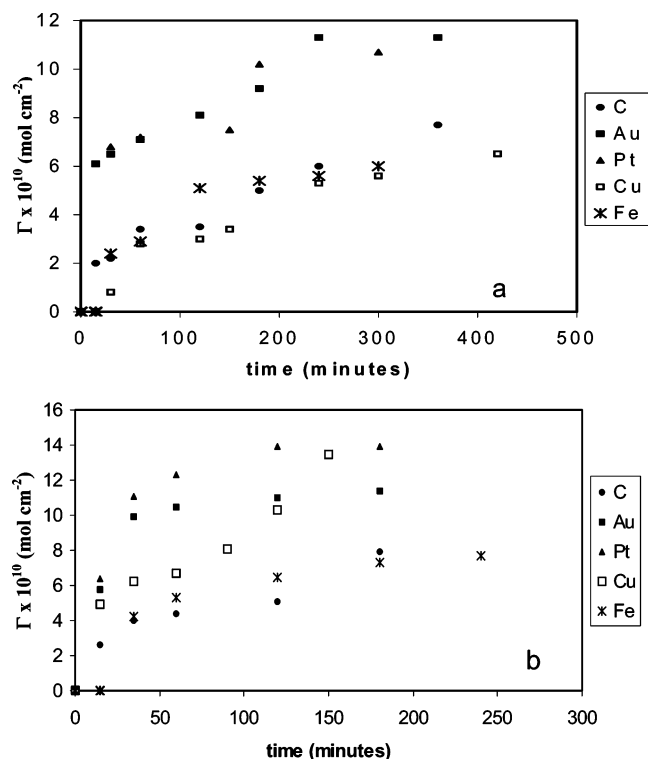 12
10
8
6
4
2
0
Γ x 10¹⁰ (mol cm⁻²)
0 100 200 300 400 500
time (minutes)
a
C
Au
Pt
Cu
Fe
16
14
12
10
8
6
4
2
0
Γ x 10¹⁰ (mol cm⁻²)
0 50 100 150 200 250 300
time (minutes)
b
C
Au
Pt
Cu
Fe